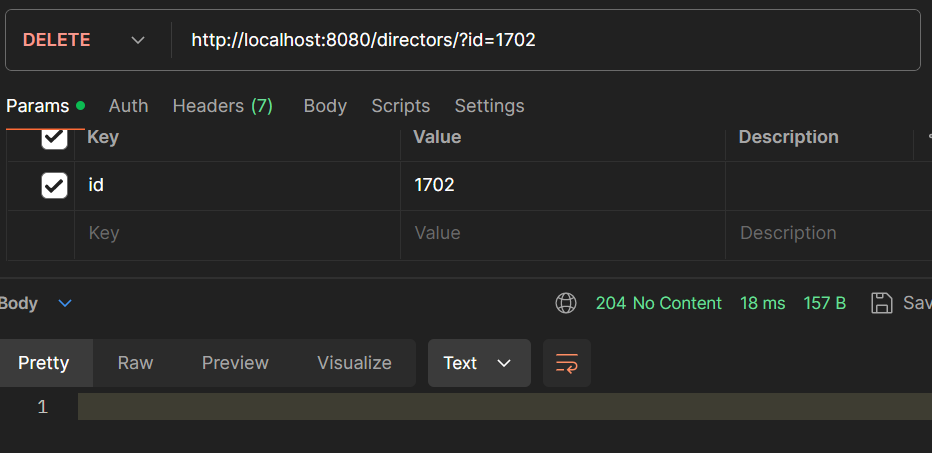 DELETE http://localhost:8080/directors/?id=1702
Params Auth Headers (7) Body Scripts Settings
Key Value Description
id 1702
Key Value Description
Body 204 No Content 18 ms 157 B Sav
Pretty Raw Preview Visualize Text
1